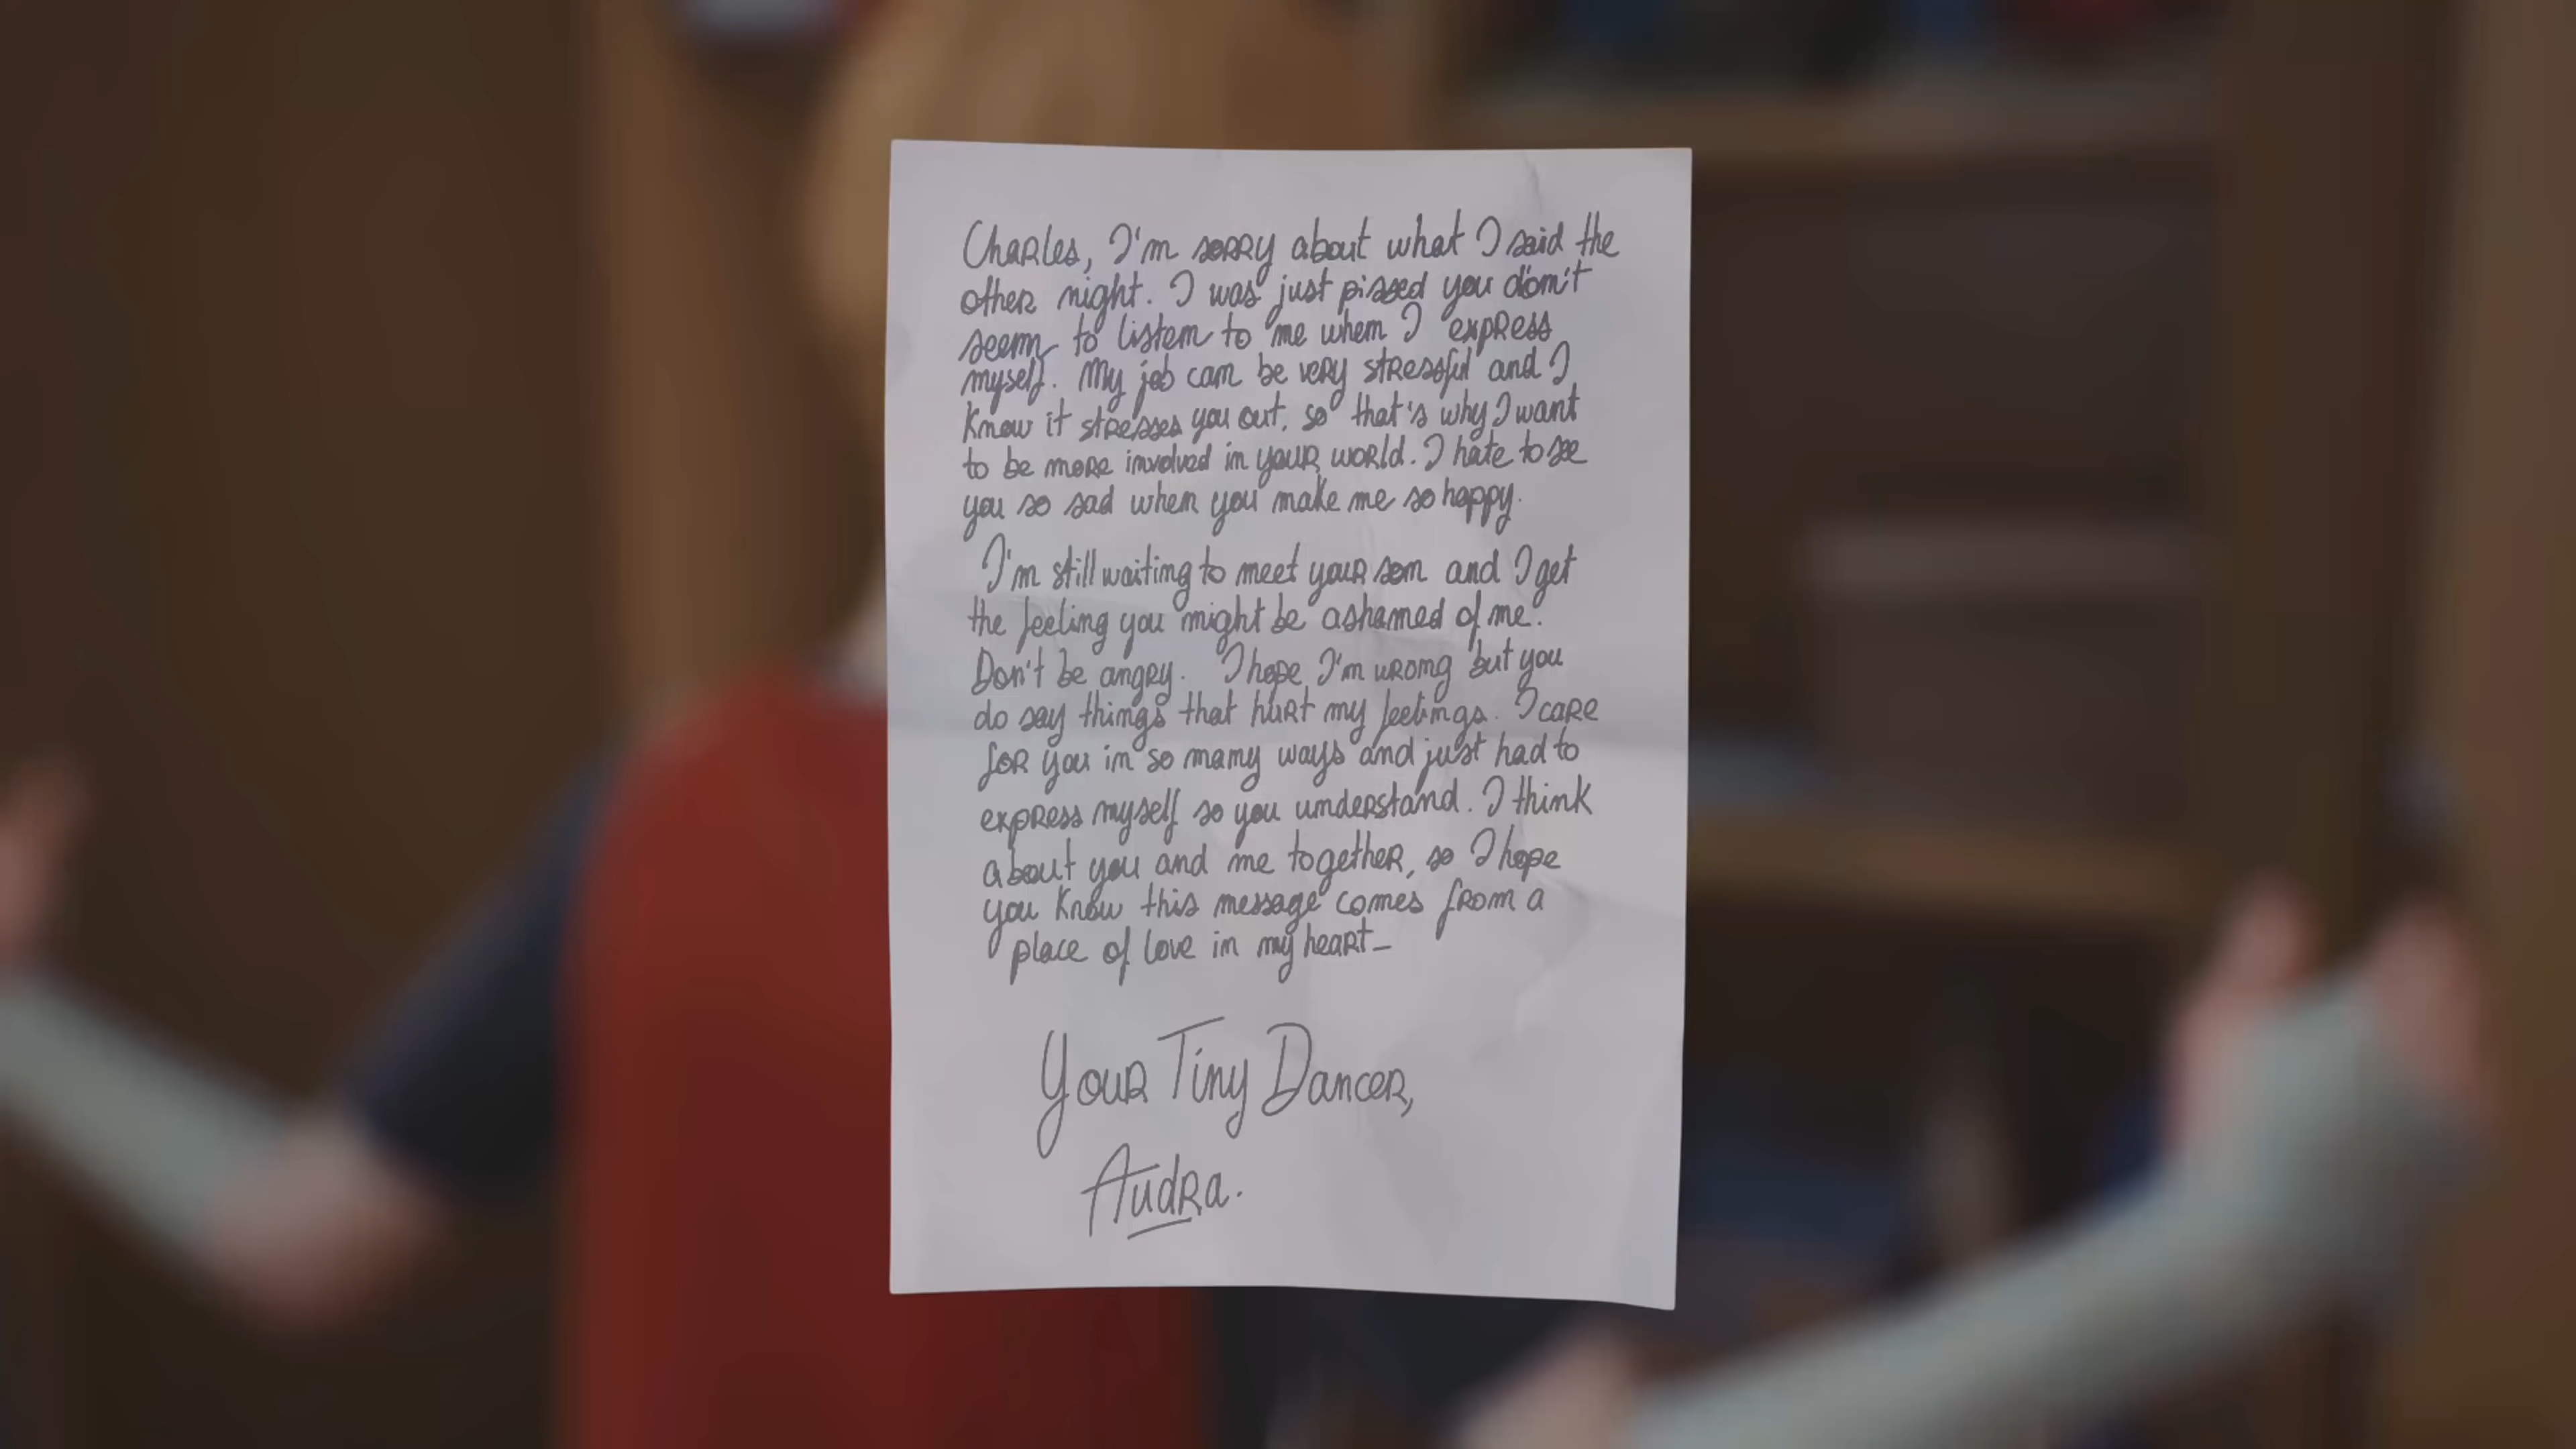 Charles, I'm sorry about what I said the
other night. I was just pissed you don't
seem to listen to me when I express
myself. My job can be very stressful and I
know it stresses you out, so that's why I want
to be more involved in your world. I hate to see
you so sad when you make me so happy.
I'm still waiting to meet your son and I get
the feeling you might be ashamed of me.
Don't be angry. I hope I'm wrong but you
do say things that hurt my feelings. I care
for you in so many ways and just had to
express myself so you understand. I think
about you and me together, so I hope
you know this message comes from a
place of love in my heart—
Your Tiny Dancer,
Audra.